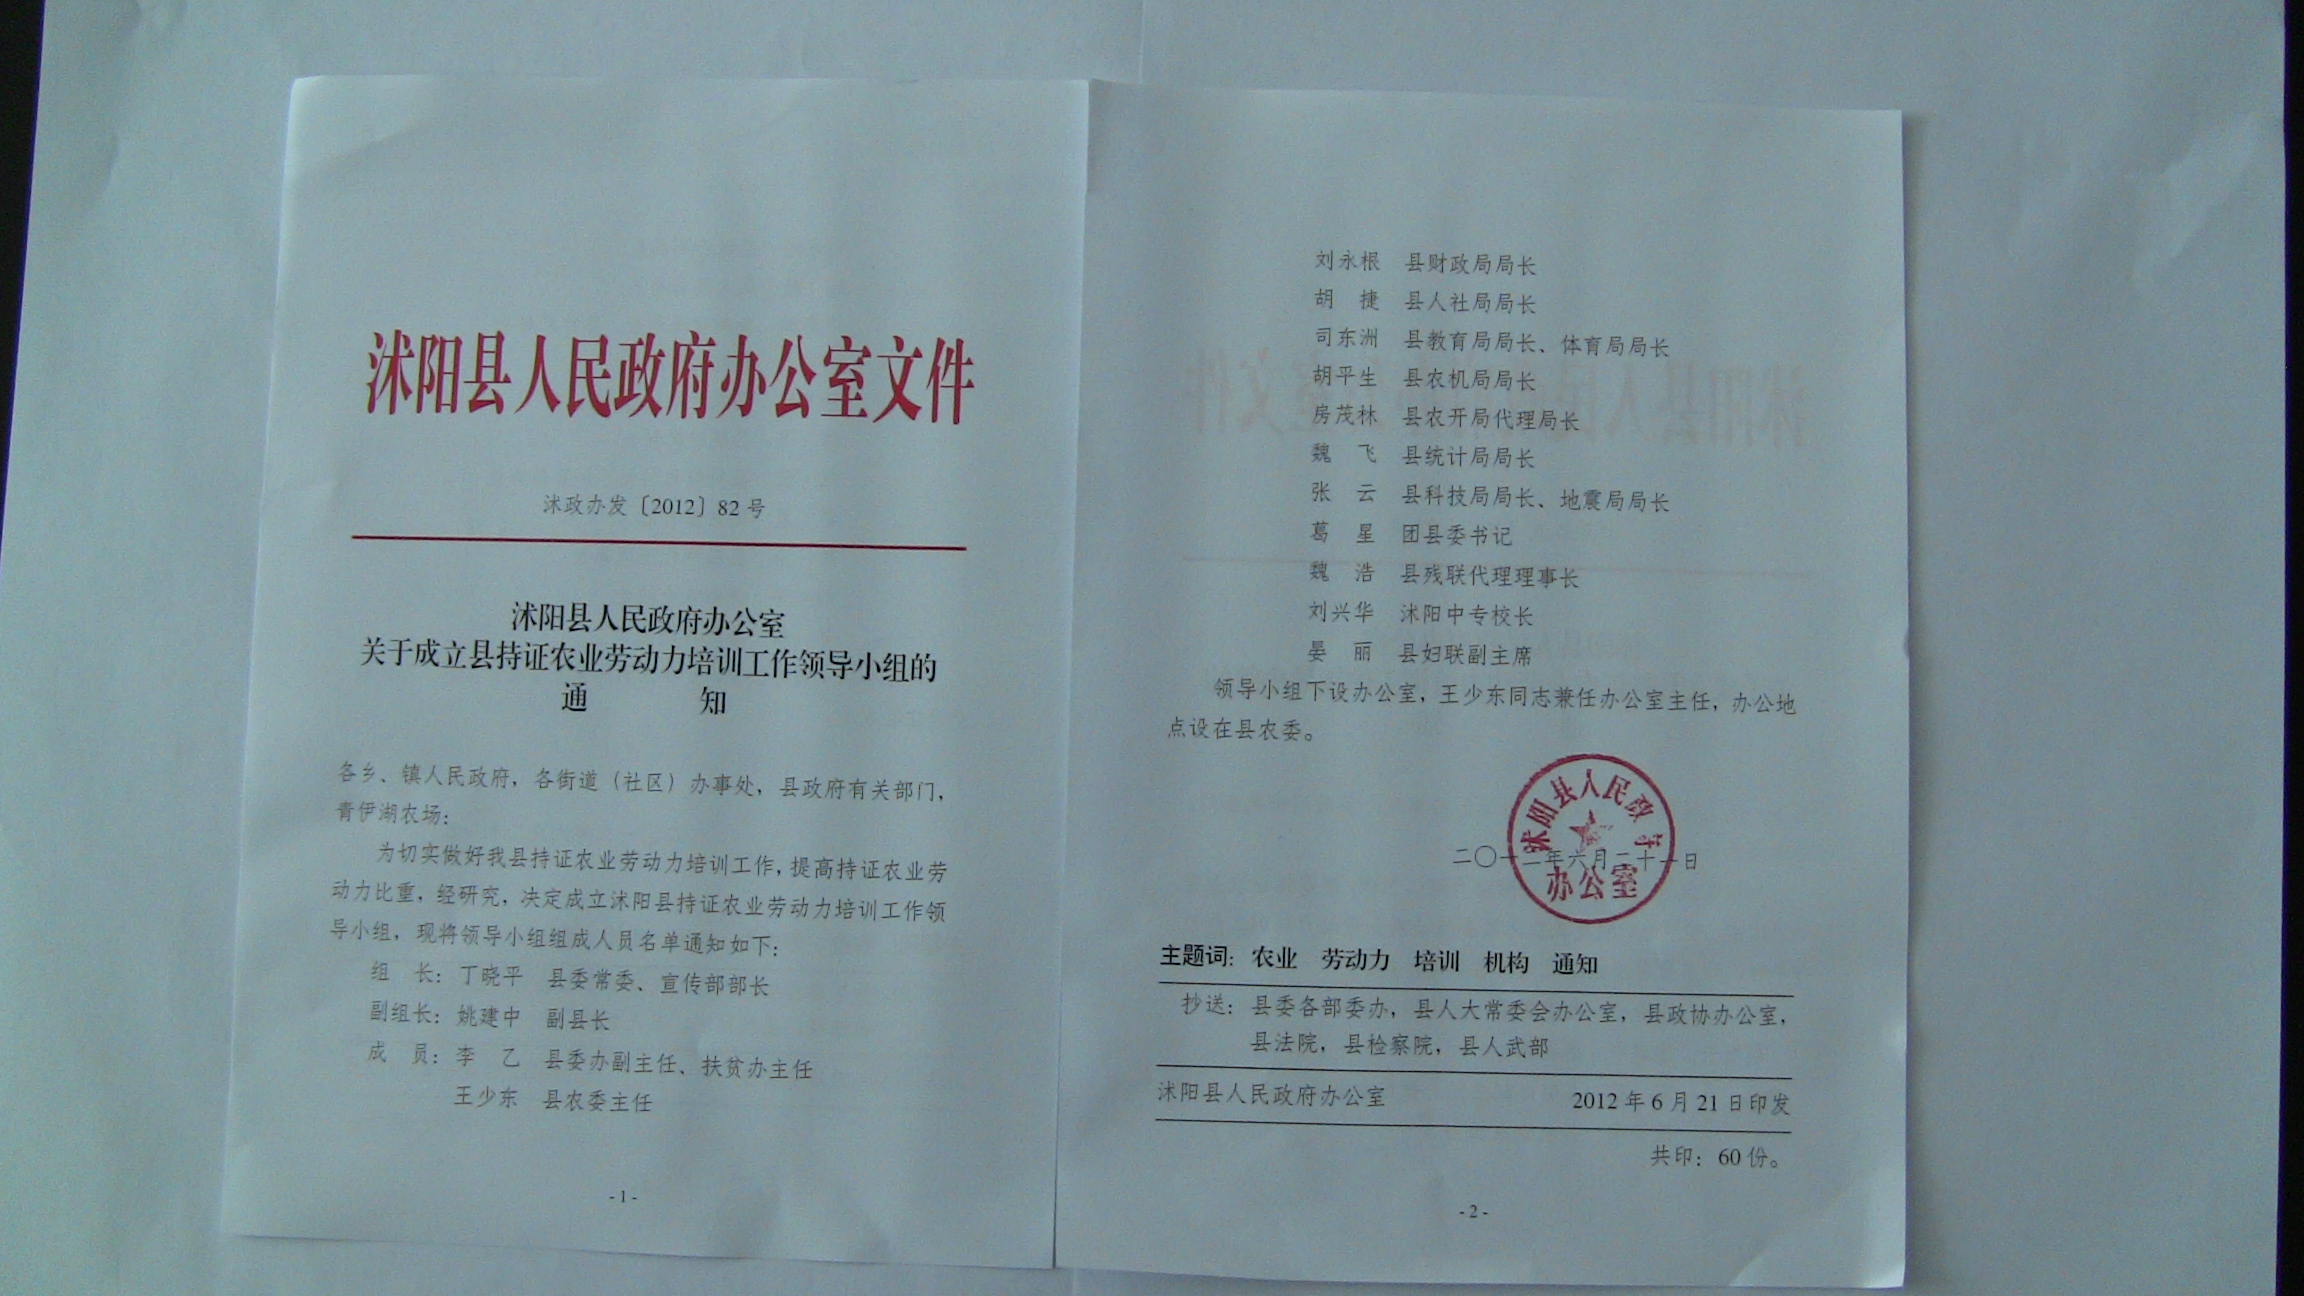 沭阳县人民政府办公室文件
沭政办发〔2012〕82号
沭阳县人民政府办公室
关于成立县持证农业劳动力培训工作领导小组的
通 知
各乡、镇人民政府，各街道（社区）办事处，县政府有关部门，
青伊湖农场：
为切实做好我县持证农业劳动力培训工作，提高持证农业劳
动力比重，经研究，决定成立沭阳县持证农业劳动力培训工作领
导小组，现将领导小组组成人员名单通知如下：
组 长：丁晓平 县委常委、宣传部部长
副组长：姚建中 副县长
成 员：李 乙 县委办副主任、扶贫办主任
王少东 县农委主任
- 1 -
刘永根 县财政局局长
胡 捷 县人社局局长
司东洲 县教育局局长、体育局局长
胡平生 县农机局局长
房茂林 县农开局代理局长
魏 飞 县统计局局长
张 云 县科技局局长、地震局局长
葛 星 团县委书记
魏 浩 县残联代理理事长
刘兴华 沭阳中专校长
晏 丽 县妇联副主席
领导小组下设办公室，王少东同志兼任办公室主任，办公地
点设在县农委。
沭阳县人民政府
办公室
二〇一二年六月二十一日
主题词：农业 劳动力 培训 机构 通知
抄送：县委各部委办，县人大常委会办公室，县政协办公室，
县法院，县检察院，县人武部
沭阳县人民政府办公室 2012年6月21日印发
共印：60份。
- 2 -